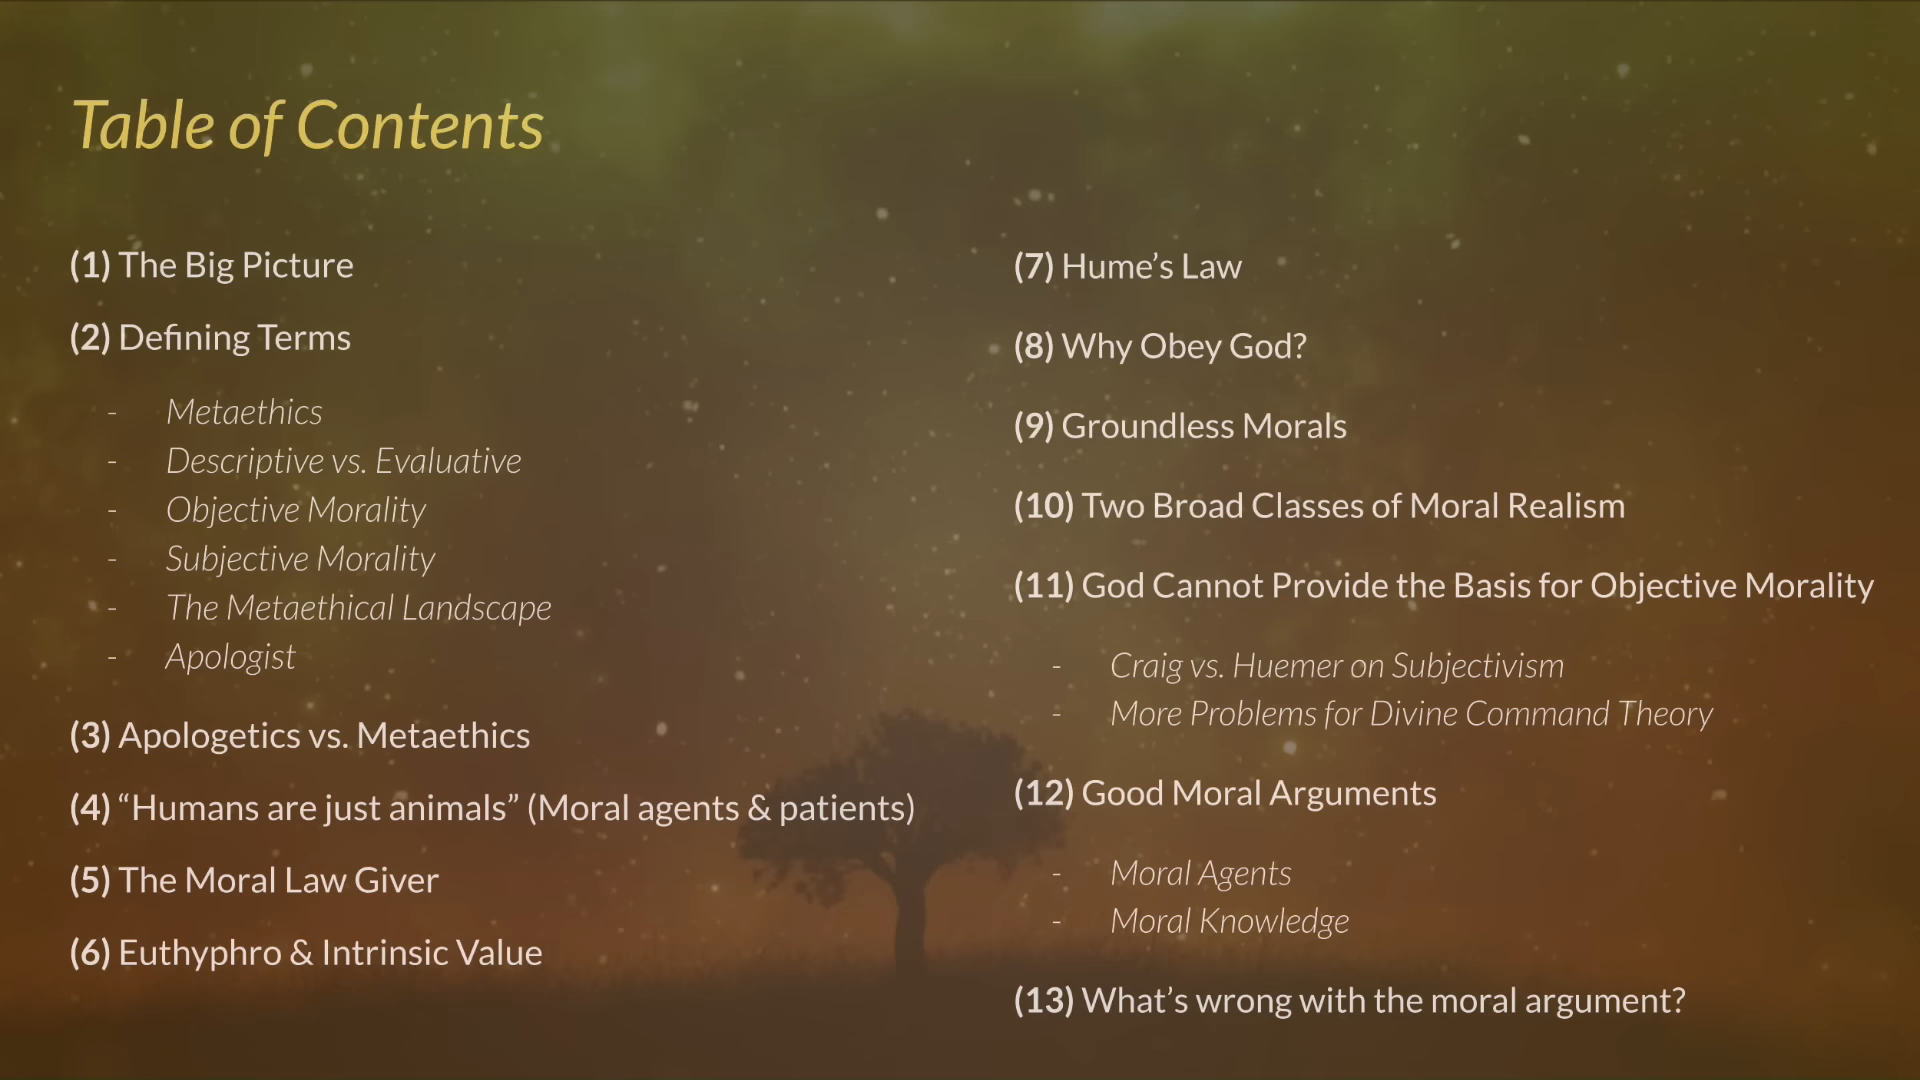 Table of Contents
(1) The Big Picture
(2) Defining Terms
- Metaethics
- Descriptive vs. Evaluative
- Objective Morality
- Subjective Morality
- The Metaethical Landscape
- Apologist
(3) Apologetics vs. Metaethics
(4) “Humans are just animals” (Moral agents & patients)
(5) The Moral Law Giver
(6) Euthyphro & Intrinsic Value
(7) Hume’s Law
(8) Why Obey God?
(9) Groundless Morals
(10) Two Broad Classes of Moral Realism
(11) God Cannot Provide the Basis for Objective Morality
- Craig vs. Huemer on Subjectivism
- More Problems for Divine Command Theory
(12) Good Moral Arguments
- Moral Agents
- Moral Knowledge
(13) What’s wrong with the moral argument?